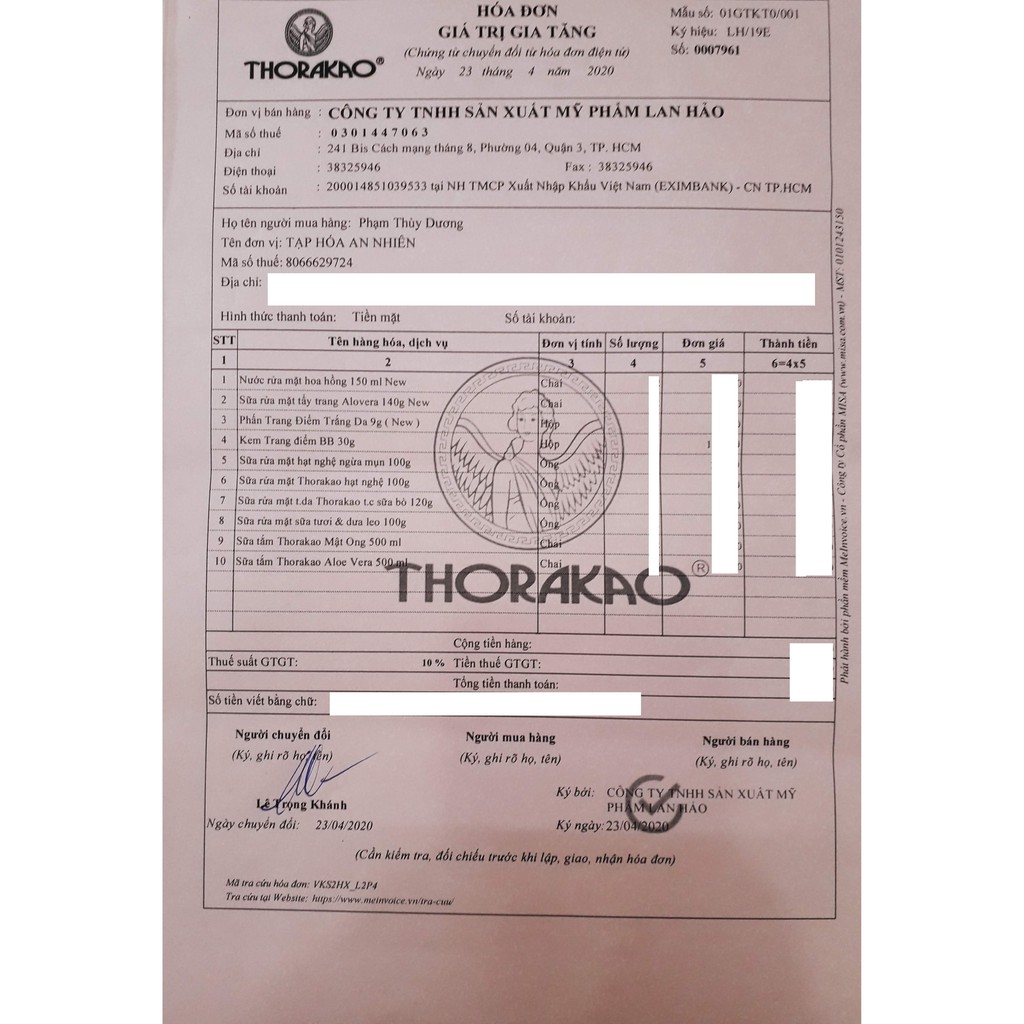 HÓA ĐƠN
GIÁ TRỊ GIA TĂNG
(Chứng từ chuyển đổi từ hóa đơn điện tử)
Ngày 23 tháng 4 năm 2020
THORAKAO®
Mẫu số: 01GTKT0/001
Ký hiệu: LH/19E
Số: 0007961
Đơn vị bán hàng : CÔNG TY TNHH SẢN XUẤT MỸ PHẨM LAN HẢO
Mã số thuế : 0301447063
Địa chỉ : 241 Bis Cách mạng tháng 8, Phường 04, Quận 3, TP. HCM
Điện thoại : 38325946 Fax : 38325946
Số tài khoản : 200014851039533 tại NH TMCP Xuất Nhập Khẩu Việt Nam (EXIMBANK) - CN TP.HCM
Họ tên người mua hàng: Phạm Thùy Dương
Tên đơn vị: TẠP HÓA AN NHIÊN
Mã số thuế: 8066629724
Địa chỉ:
Hình thức thanh toán: Tiền mặt Số tài khoản:
STT Tên hàng hóa, dịch vụ Đơn vị tính Số lượng Đơn giá Thành tiền
1 2 3 4 5 6=4x5
1 Nước rửa mặt hoa hồng 150 ml New Chai
2 Sữa rửa mặt tẩy trang Alovera 140g New Chai
3 Phấn Trang Điểm Trắng Da 9g ( New ) Hộp
4 Kem Trang điểm BB 30g Hộp 1
5 Sữa rửa mặt hạt nghệ ngừa mụn 100g Ống
6 Sữa rửa mặt Thorakao hạt nghệ 100g Ống
7 Sữa rửa mặt t.da Thorakao t.c sữa bò 120g Ống
8 Sữa rửa mặt sữa tươi & dưa leo 100g Ống
9 Sữa tắm Thorakao Mật Ong 500 ml Chai
10 Sữa tắm Thorakao Aloe Vera 500 ml Chai
THORAKAO®
Cộng tiền hàng:
Thuế suất GTGT: 10 % Tiền thuế GTGT:
Tổng tiền thanh toán:
Số tiền viết bằng chữ:
Người chuyển đổi Người mua hàng Người bán hàng
(Ký, ghi rõ họ, tên) (Ký, ghi rõ họ, tên) (Ký, ghi rõ họ, tên)
Ký bởi: CÔNG TY TNHH SẢN XUẤT MỸ
PHẨM LAN HẢO
Lê Trọng Khánh
Ngày chuyển đổi: 23/04/2020 Ký ngày: 23/04/2020
(Cần kiểm tra, đối chiếu trước khi lập, giao, nhận hóa đơn)
Mã tra cứu hóa đơn: VKS2HX_L2P4
Tra cứu tại Website: https://www.meinvoice.vn/tra-cuu/
Phát hành bởi phần mềm MeInvoice.vn - Công ty Cổ phần MISA (www.misa.com.vn) - MST: 0101243150